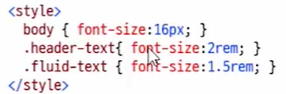 <style>
body { font-size:16px; }
.header-text{ font-size:2rem; }
.fluid-text { font-size:1.5rem; }
</style>